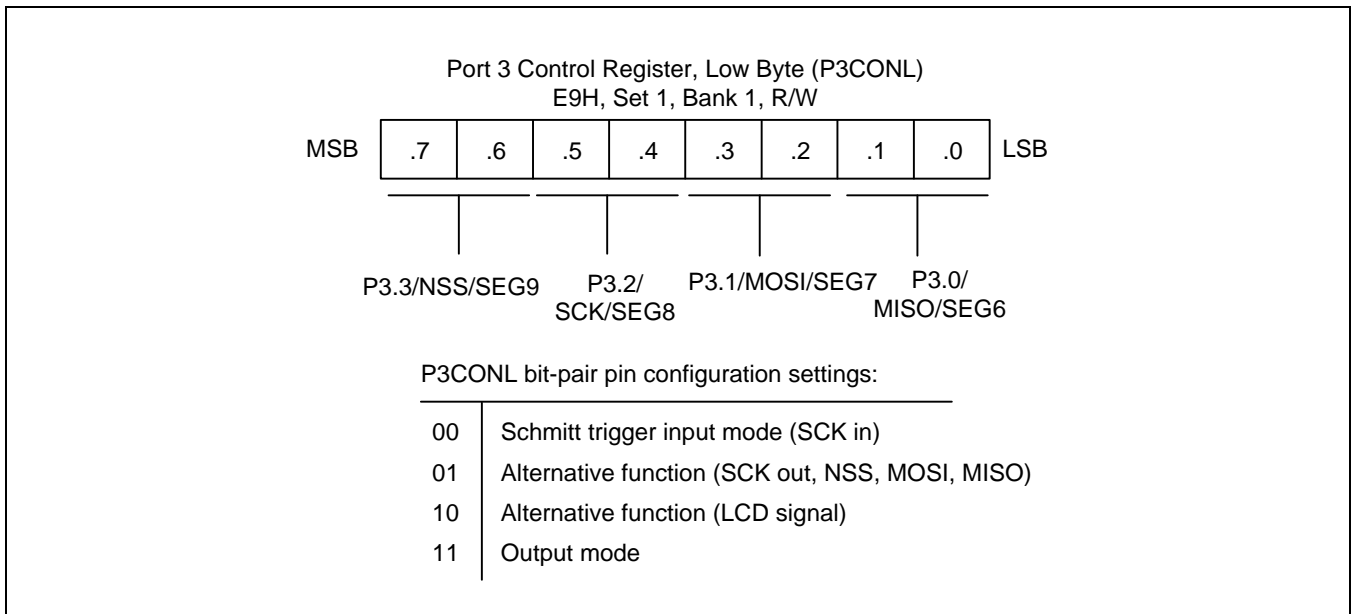 Port 3 Control Register, Low Byte (P3CONL)
E9H, Set 1, Bank 1, R/W
MSB .7 .6 .5 .4 .3 .2 .1 .0 LSB
P3.3/NSS/SEG9
P3.2/
SCK/SEG8
P3.1/MOSI/SEG7
P3.0/
MISO/SEG6
P3CONL bit-pair pin configuration settings:
00 Schmitt trigger input mode (SCK in)
01 Alternative function (SCK out, NSS, MOSI, MISO)
10 Alternative function (LCD signal)
11 Output mode